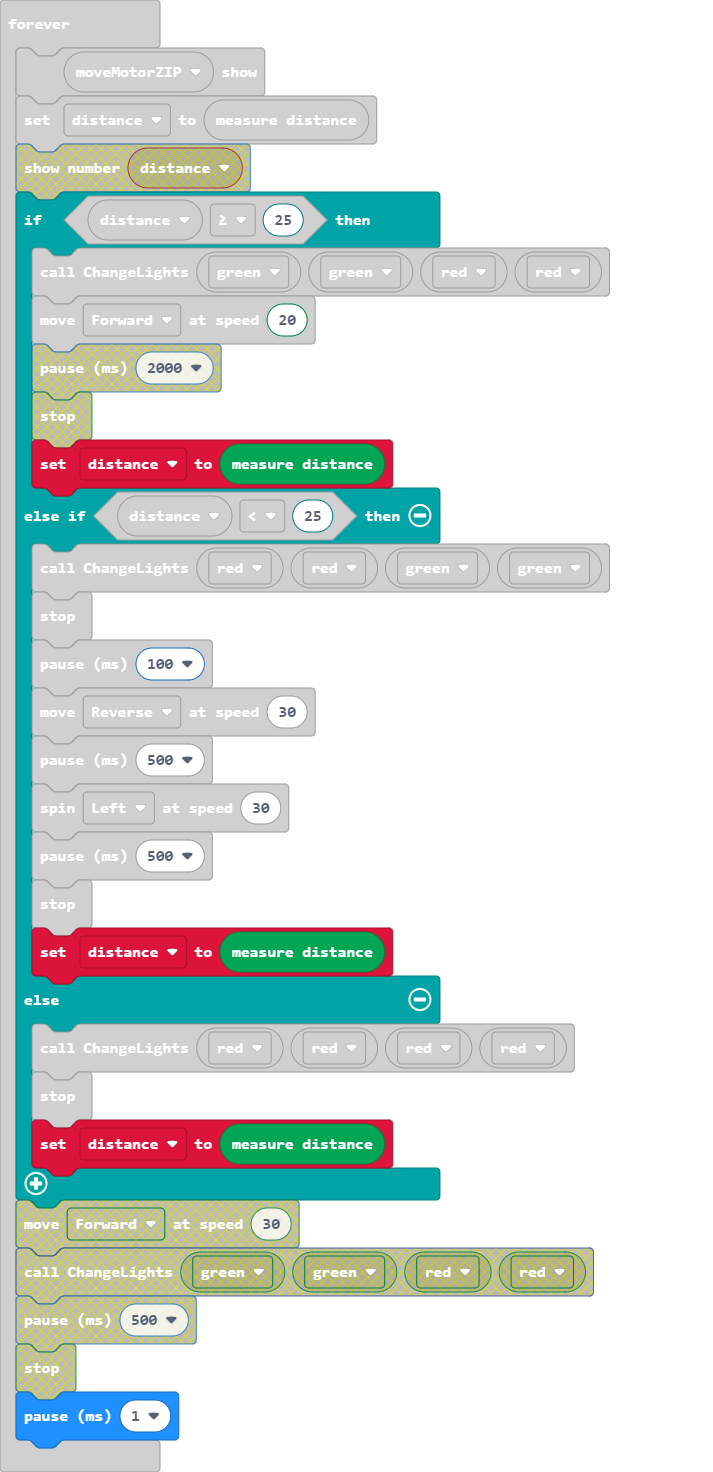 forever
moveMotorZIP show
set distance to measure distance
show number distance
if distance ≥ 25 then
call ChangeLights green green red red
move Forward at speed 20
pause (ms) 2000
stop
set distance to measure distance
else if distance < 25 then
call ChangeLights red red green green
stop
pause (ms) 100
move Reverse at speed 30
pause (ms) 500
spin Left at speed 30
pause (ms) 500
stop
set distance to measure distance
else
call ChangeLights red red red red
stop
set distance to measure distance
move Forward at speed 30
call ChangeLights green green red red
pause (ms) 500
stop
pause (ms) 1